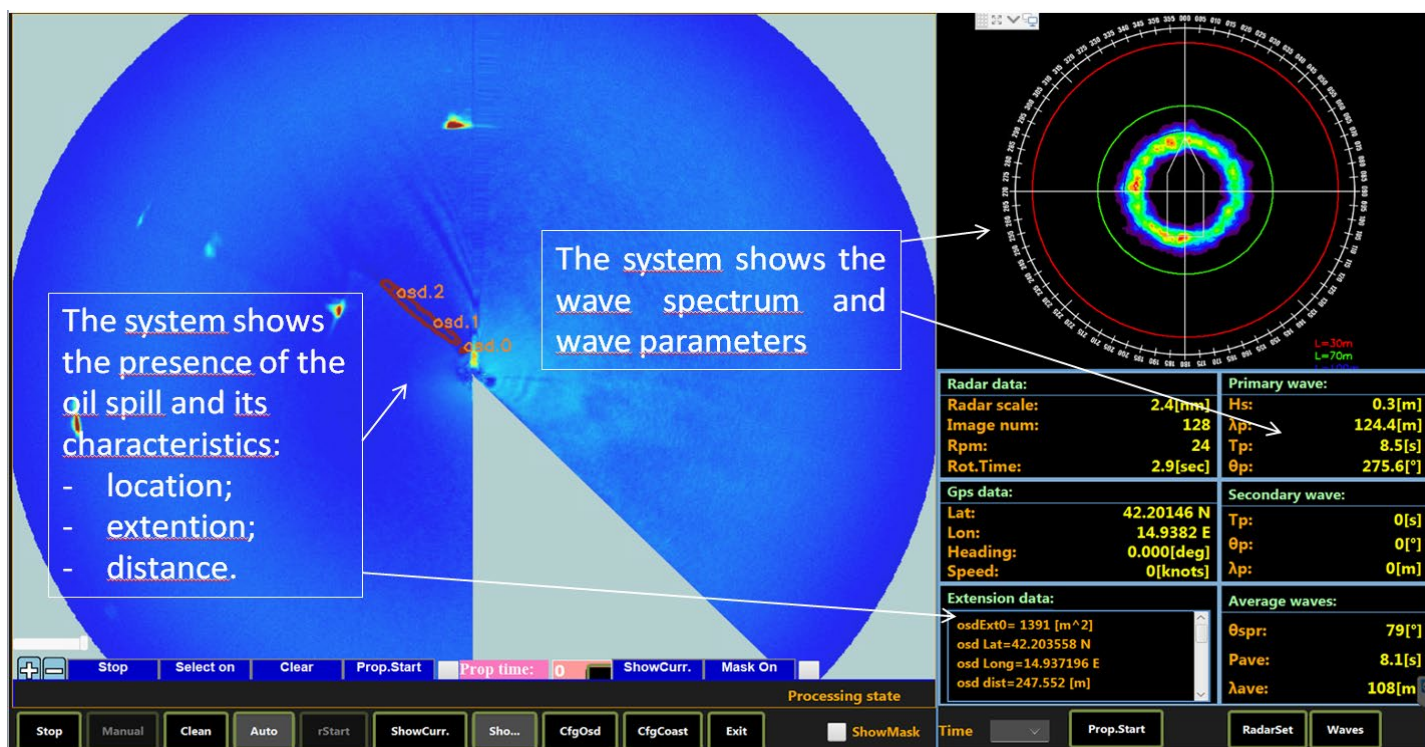 osd.2
osd.1
osd.0
The system shows
the presence of the
oil spill and its
characteristics:
- location;
- extention;
- distance.
The system shows the
wave spectrum and
wave parameters
L=30m
L=70m
Radar data:
Radar scale: 2.4[nm]
Image num: 128
Rpm: 24
Rot.Time: 2.9[sec]
Primary wave:
Hs: 0.3[m]
λp: 124.4[m]
Tp: 8.5[s]
θp: 275.6[°]
Gps data:
Lat: 42.20146 N
Lon: 14.9382 E
Heading: 0.000[deg]
Speed: 0[knots]
Secondary wave:
Tp: 0[s]
θp: 0[°]
λp: 0[m]
Extension data:
osdExt0= 1391 [m^2]
osd Lat=42.203558 N
osd Long=14.937196 E
osd dist=247.552 [m]
Average waves:
θspr: 79[°]
Pave: 8.1[s]
λave: 108[m
Stop Select on Clear Prop.Start Prop time: 0 ShowCurr. Mask On
Processing state
Stop Manual Clean Auto rStart ShowCurr. Sho... CfgOsd CfgCoast Exit ShowMask Time Prop.Start RadarSet Waves